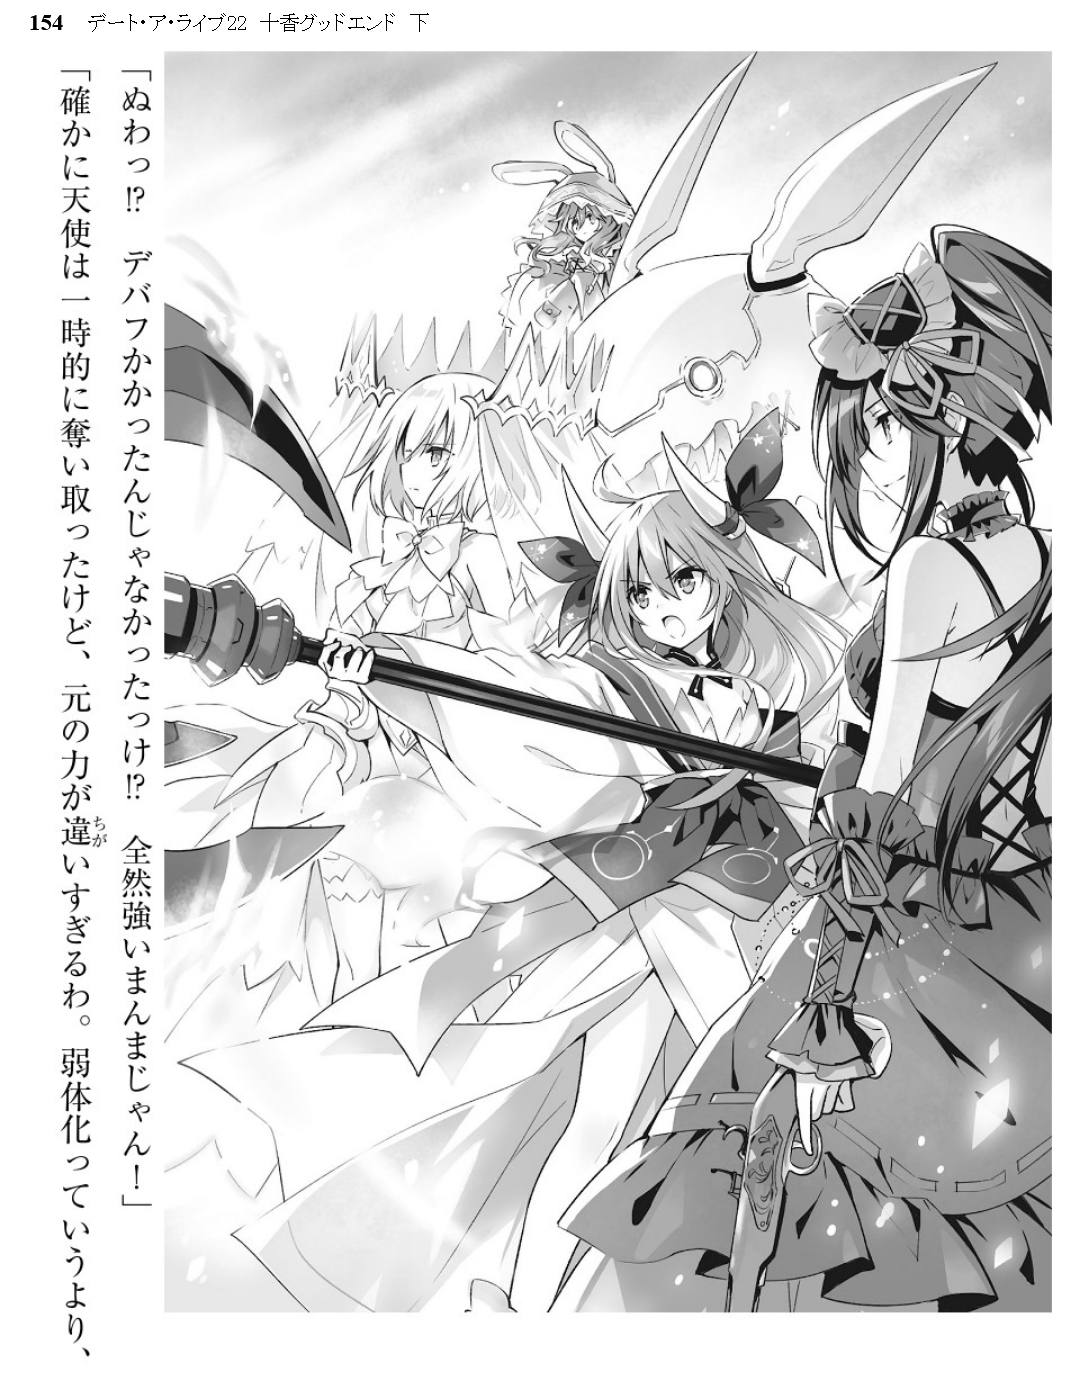 154 デート・ア・ライブ22 十香グッドエンド 下
「ぬわっ!? デバフかかったんじゃなかったっけ!? 全然強いまんまじゃん!」
「確かに天使は一時的に奪い取ったけど、元の力が違いすぎるわ。弱体化っていうより、
ちが